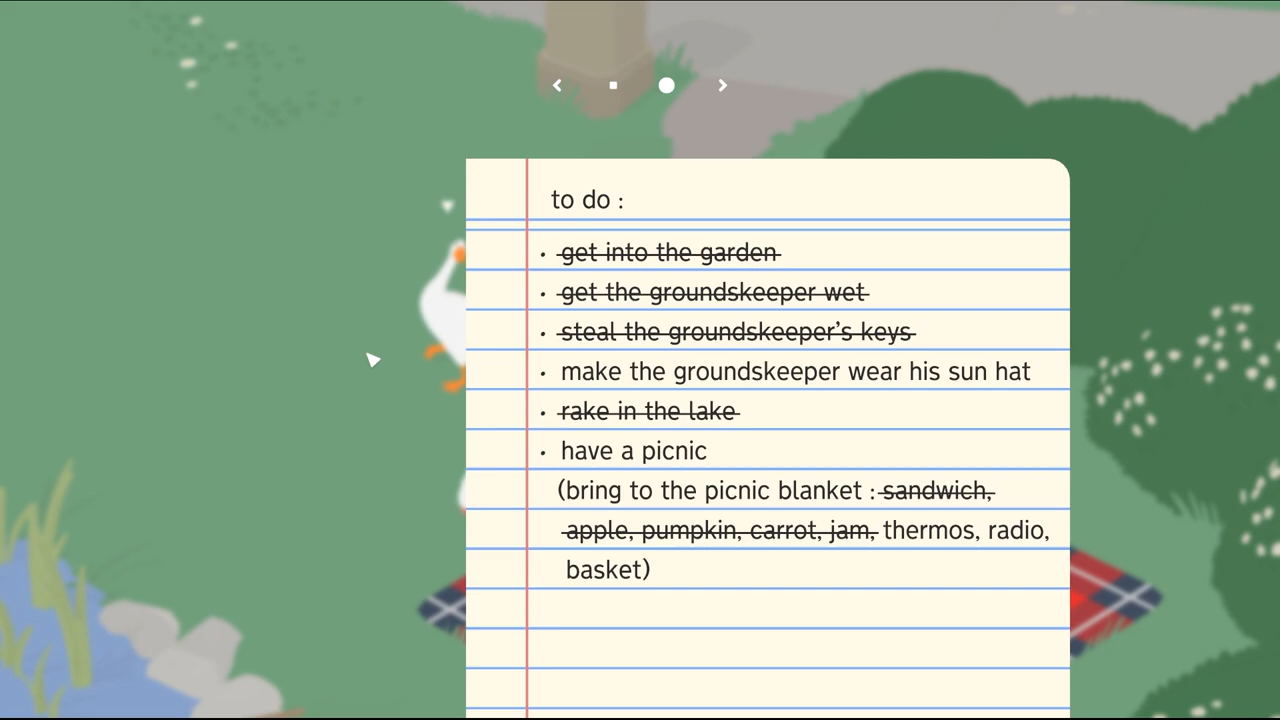 to do :
• get into the garden
• get the groundskeeper wet
• steal the groundskeeper's keys
• make the groundskeeper wear his sun hat
• rake in the lake
• have a picnic
(bring to the picnic blanket : sandwich,
apple, pumpkin, carrot, jam, thermos, radio,
basket)